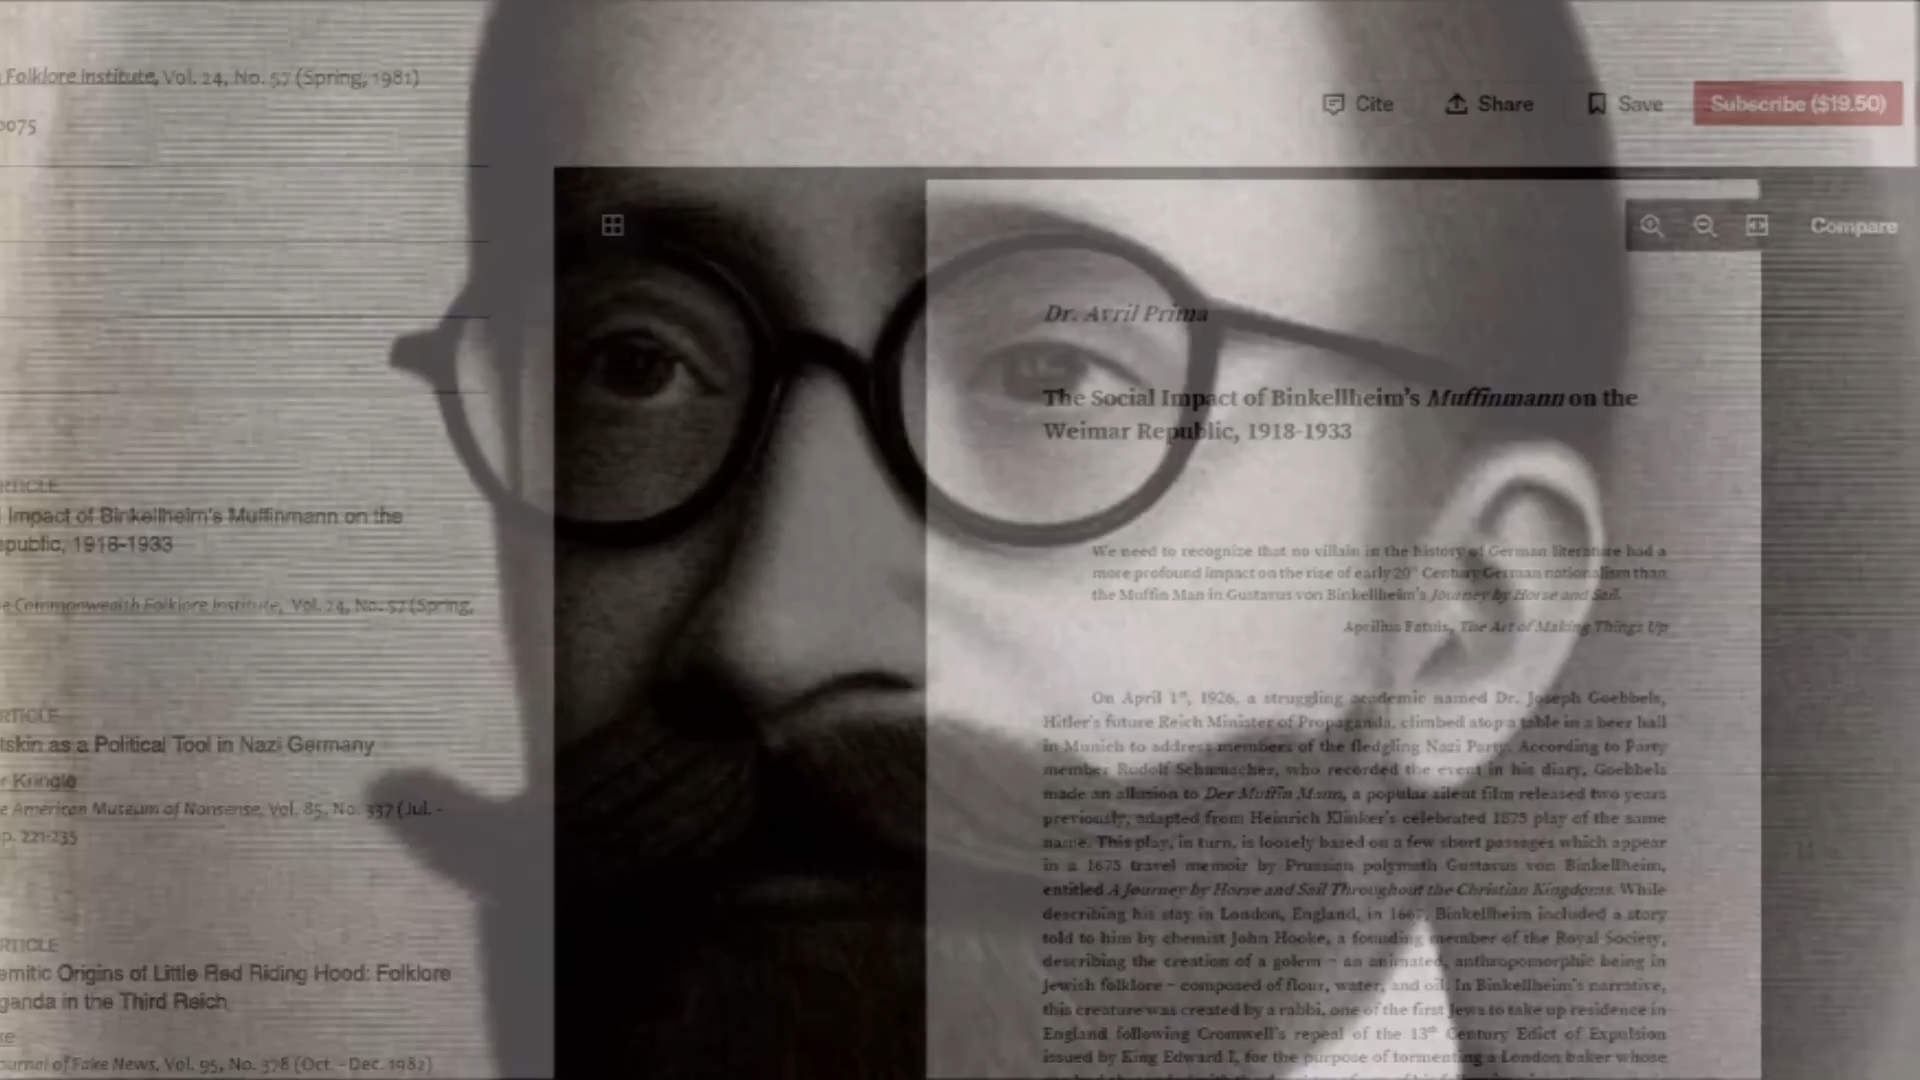 Folklore Institute, Vol. 24, No. 57 (Spring, 1981)
0075
Cite
Share
Save
Subscribe ($19.50)
Compare
Dr. Avril Prima
The Social Impact of Binkellheim's Muffinmann on the
Weimar Republic, 1918-1933
We need to recognize that no villain in the history of German literature had a
more profound impact on the rise of early 20th Century German nationalism than
the Muffin Man in Gustavus von Binkellheim's Journey by Horse and Sail.
Aprilius Fatuis, The Art of Making Things Up
On April 1st, 1926, a struggling academic named Dr. Joseph Goebbels,
Hitler's future Reich Minister of Propaganda, climbed atop a table in a beer hall
in Munich to address members of the fledgling Nazi Party. According to Party
member Rudolf Schumacher, who recorded the event in his diary, Goebbels
made an allusion to Der Muffin Mann, a popular silent film released two years
previously, adapted from Heinrich Klinker's celebrated 1875 play of the same
name. This play, in turn, is loosely based on a few short passages which appear
in a 1675 travel memoir by Prussian polymath Gustavus von Binkellheim,
entitled A Journey by Horse and Sail Throughout the Christian Kingdoms. While
describing his stay in London, England, in 1667, Binkellheim included a story
told to him by chemist John Hooke, a founding member of the Royal Society,
describing the creation of a golem – an animated, anthropomorphic being in
Jewish folklore – composed of flour, water, and oil. In Binkellheim's narrative,
this creature was created by a rabbi, one of the first Jews to take up residence in
England following Cromwell's repeal of the 13th Century Edict of Expulsion
issued by King Edward I, for the purpose of tormenting a London baker whose
RTICLE
l Impact of Binkellheim's Muffinmann on the
public, 1918-1933
e Commonwealth Folklore Institute, Vol. 24, No. 57 (Spring,
RTICLE
tskin as a Political Tool in Nazi Germany
r Kringle
e American Museum of Nonsense, Vol. 85, No. 337 (Jul. -
p. 221-235
RTICLE
emitic Origins of Little Red Riding Hood: Folklore
ganda in the Third Reich
ke
ournal of Fake News, Vol. 95, No. 378 (Oct. - Dec. 1982)